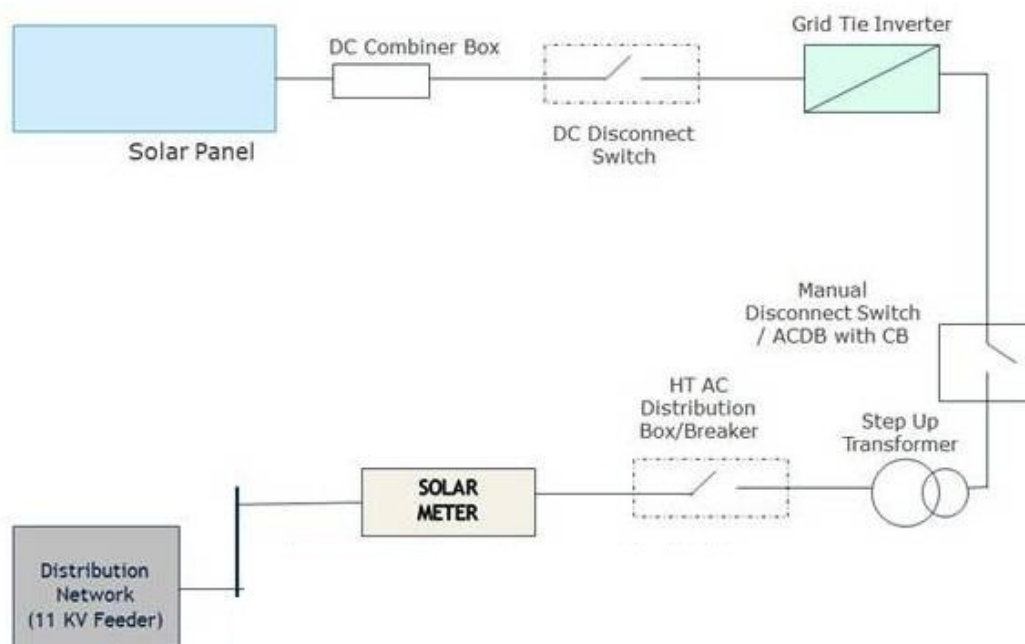 Grid Tie Inverter
DC Combiner Box
DC Disconnect
Switch
Solar Panel
Manual
Disconnect Switch
/ ACDB with CB
HT AC
Distribution
Box/Breaker
Step Up
Transformer
SOLAR
METER
Distribution
Network
(11 KV Feeder)